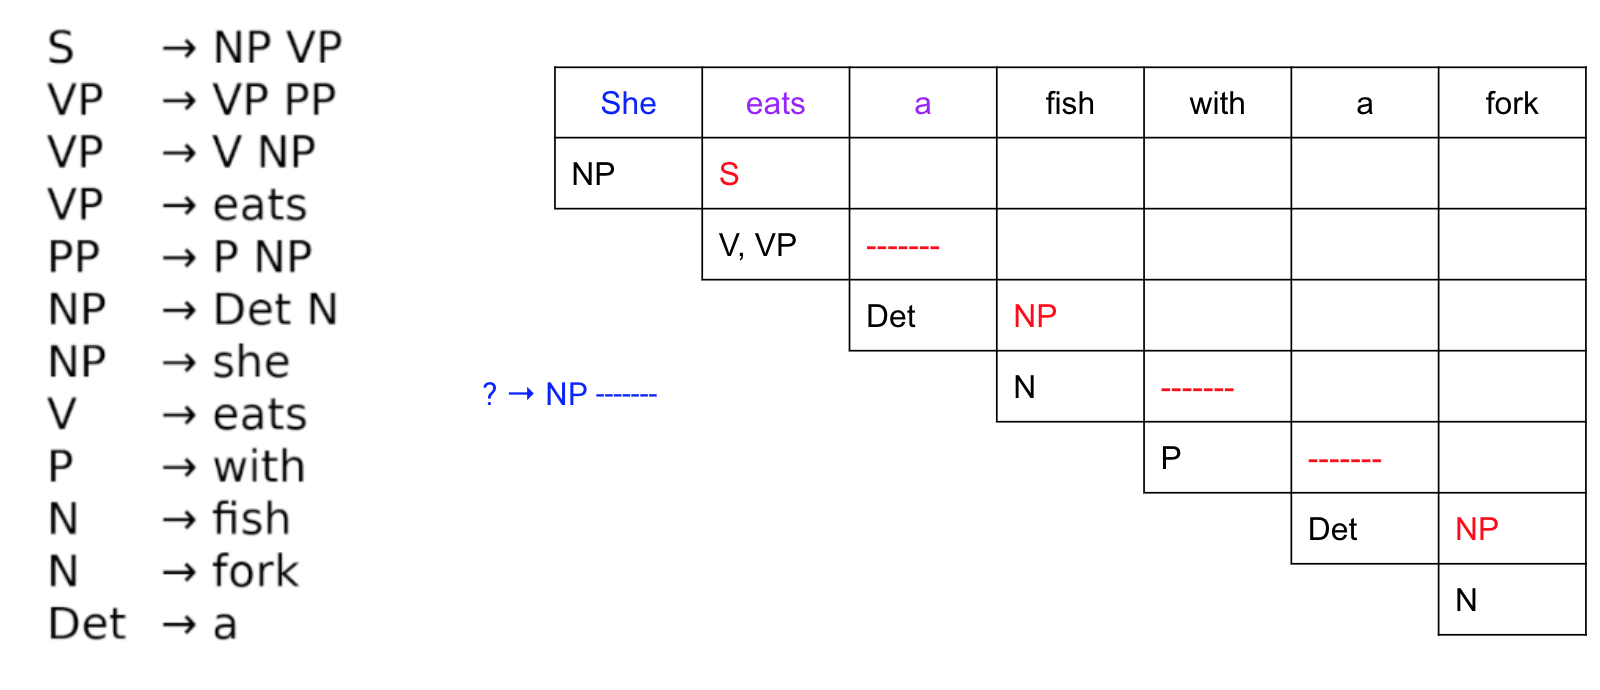 S → NP VP
VP → VP PP
VP → V NP
VP → eats
PP → P NP
NP → Det N
NP → she
V → eats
P → with
N → fish
N → fork
Det → a
? → NP -------
She eats a fish with a fork
NP S
V, VP -------
Det NP
N -------
P -------
Det NP
N